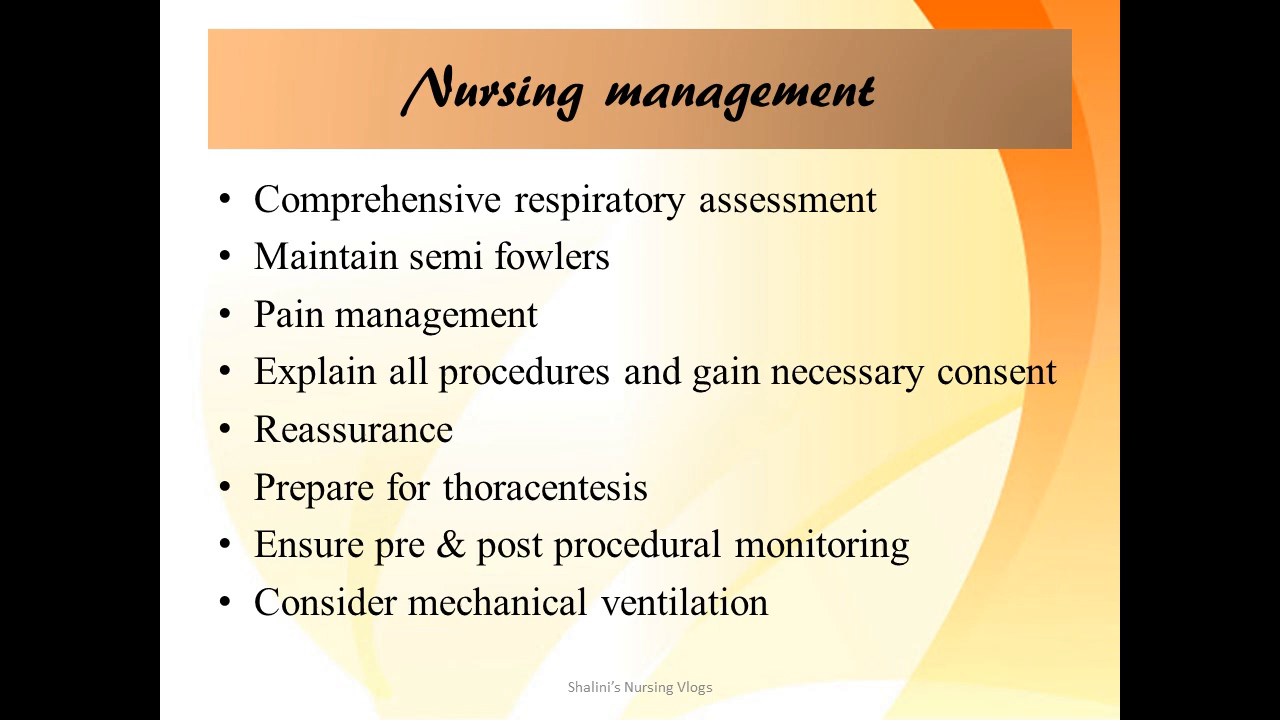 Nursing management
• Comprehensive respiratory assessment
• Maintain semi fowlers
• Pain management
• Explain all procedures and gain necessary consent
• Reassurance
• Prepare for thoracentesis
• Ensure pre & post procedural monitoring
• Consider mechanical ventilation
Shalini’s Nursing Vlogs